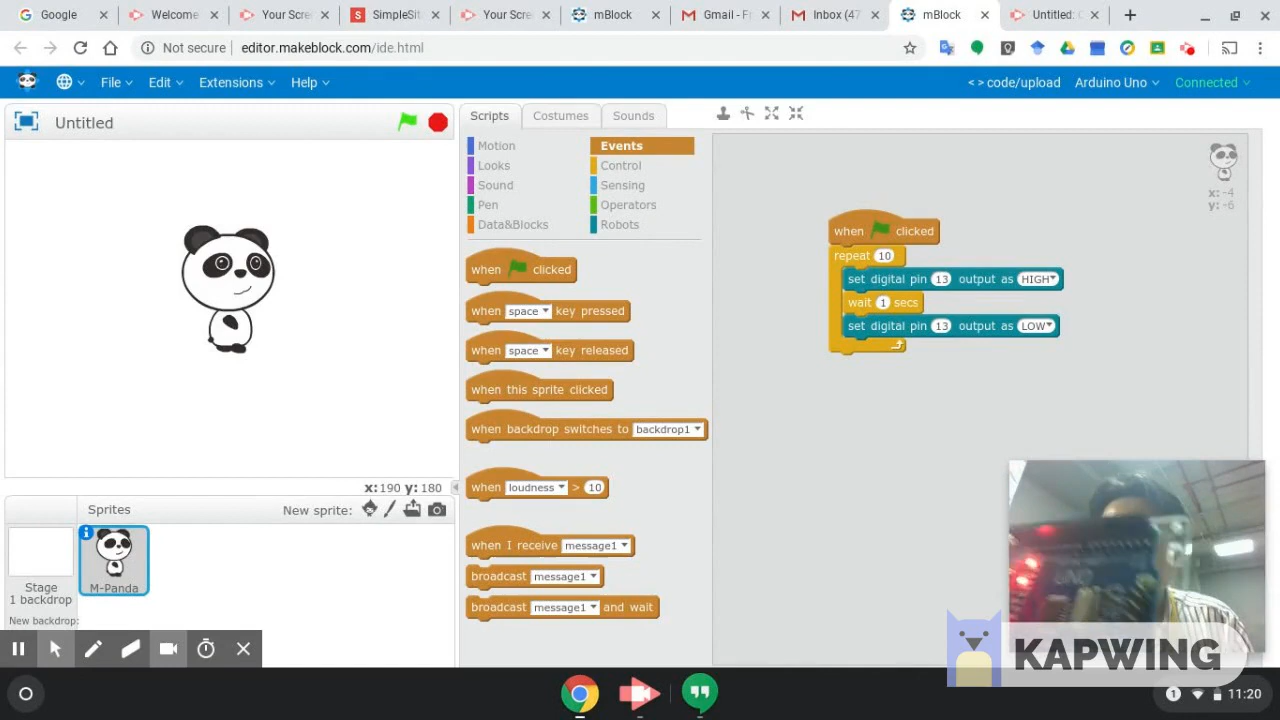 Google
Welcome
Your Scre
SimpleSit
Your Scre
mBlock
Gmail - Fr
Inbox (47
mBlock
Untitled: (
Not secure
editor.makeblock.com/ide.html
File
Edit
Extensions
Help
< > code/upload
Arduino Uno
Connected
Untitled
Scripts
Costumes
Sounds
Motion
Events
Looks
Control
Sound
Sensing
Pen
Operators
Data&Blocks
Robots
when clicked
when space key pressed
when space key released
when this sprite clicked
when backdrop switches to backdrop1
when loudness > 10
when I receive message1
broadcast message1
broadcast message1 and wait
x: -4
y: -6
when clicked
repeat 10
set digital pin 13 output as HIGH
wait 1 secs
set digital pin 13 output as LOW
x: 190 y: 180
Sprites
New sprite:
Stage
1 backdrop
M-Panda
New backdrop:
UNO
KAPWING
1
11:20